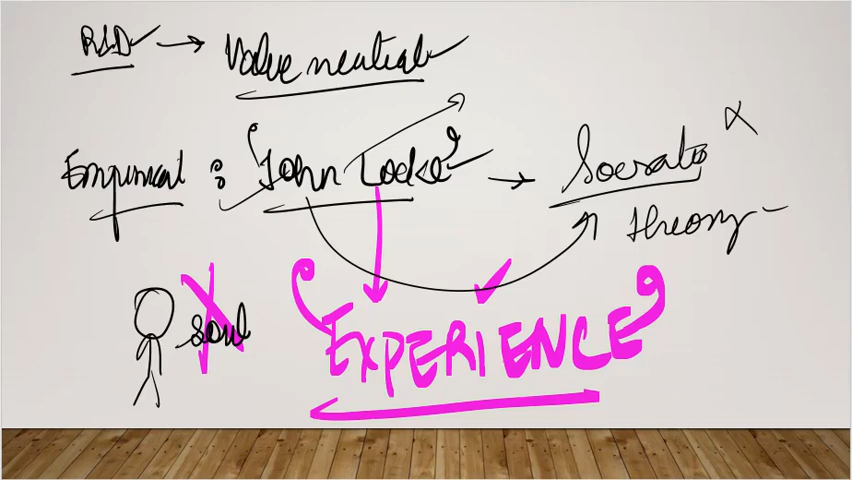 R&D → Value neutral
Empirical : 'John Locke' → Socrates
theory
soul
'EXPERIENCE'